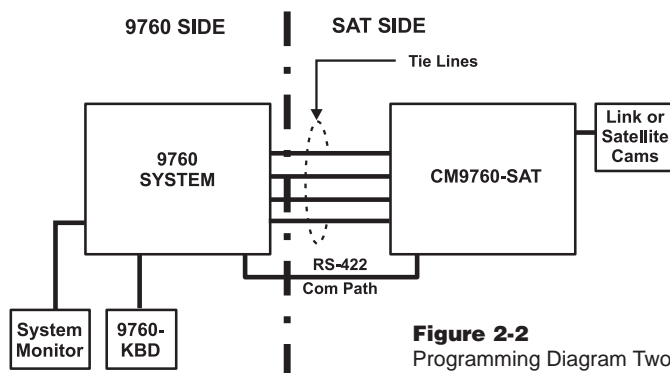 9760 SIDE
SAT SIDE
Tie Lines
9760
SYSTEM
CM9760-SAT
Link or
Satellite
Cams
RS-422
Com Path
System
Monitor
9760-
KBD
Figure 2-2
Programming Diagram Two